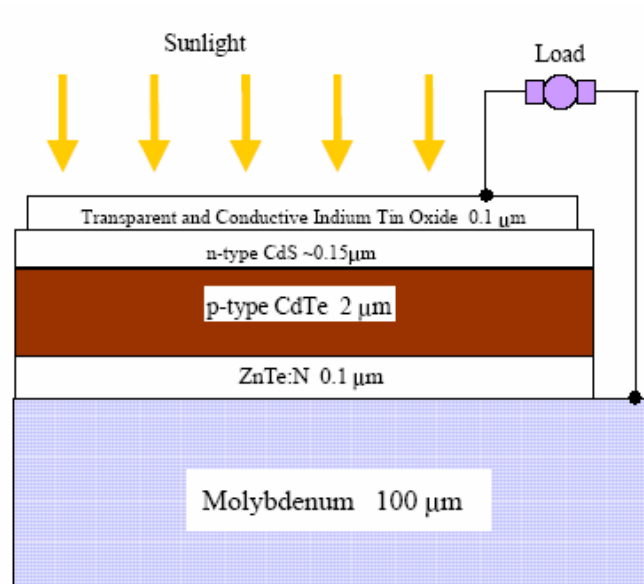 Sunlight
Load
Transparent and Conductive Indium Tin Oxide 0.1 μm
n-type CdS ~0.15μm
p-type CdTe 2 μm
ZnTe:N 0.1 μm
Molybdenum 100 μm